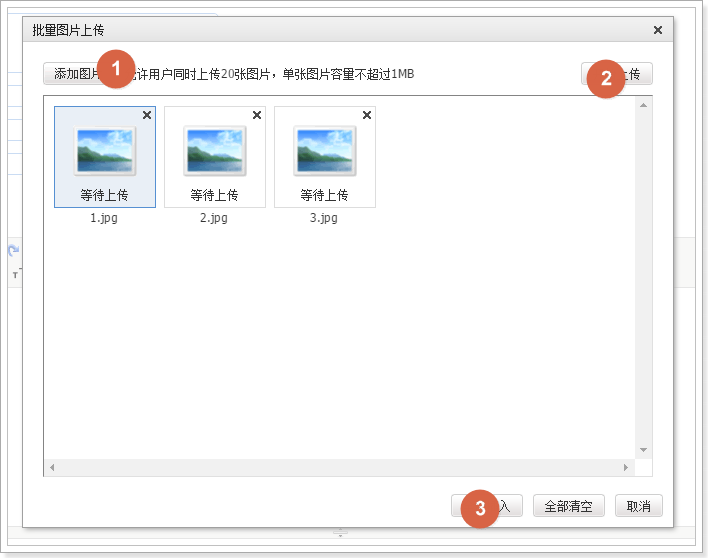 批量图片上传
添加图片 1 许用户同时上传20张图片，单张图片容量不超过1MB 2 上传
等待上传 等待上传 等待上传
1.jpg 2.jpg 3.jpg
3 入 全部清空 取消